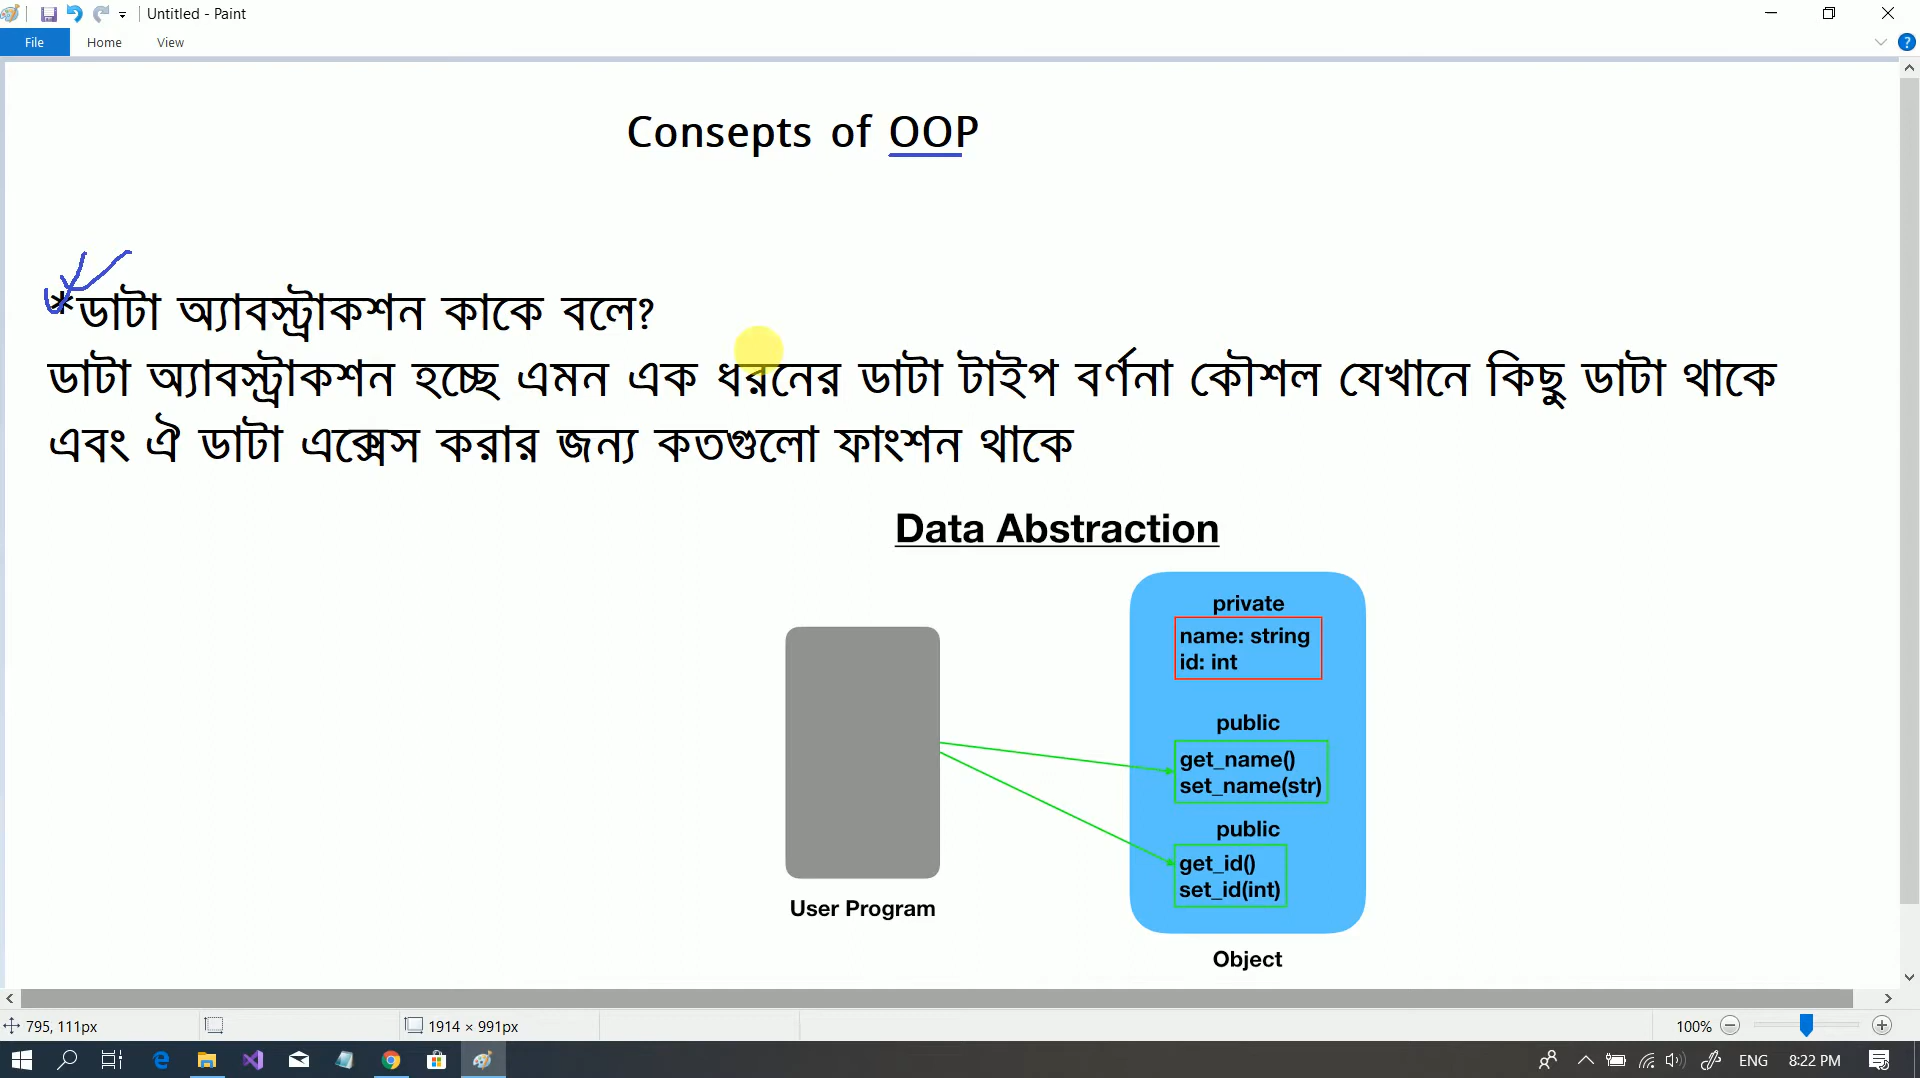 Untitled - Paint
File Home View
Consepts of OOP
*ডাটা অ্যাবস্ট্রাকশন কাকে বলে?
ডাটা অ্যাবস্ট্রাকশন হচ্ছে এমন এক ধরনের ডাটা টাইপ বর্ণনা কৌশল যেখানে কিছু ডাটা থাকে
এবং ঐ ডাটা এক্সেস করার জন্য কতগুলো ফাংশন থাকে
Data Abstraction
private
name: string
id: int
public
get_name()
set_name(str)
public
get_id()
set_id(int)
User Program
Object
795, 111px 1914 × 991px 100%
ENG 8:22 PM